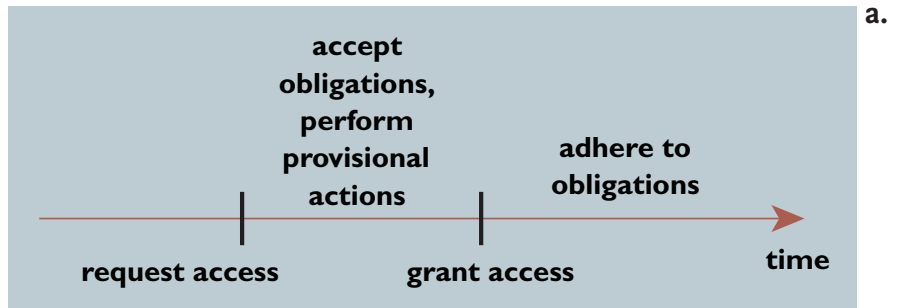 a.
accept
obligations,
perform
provisional
actions
adhere to
obligations
request access
grant access
time